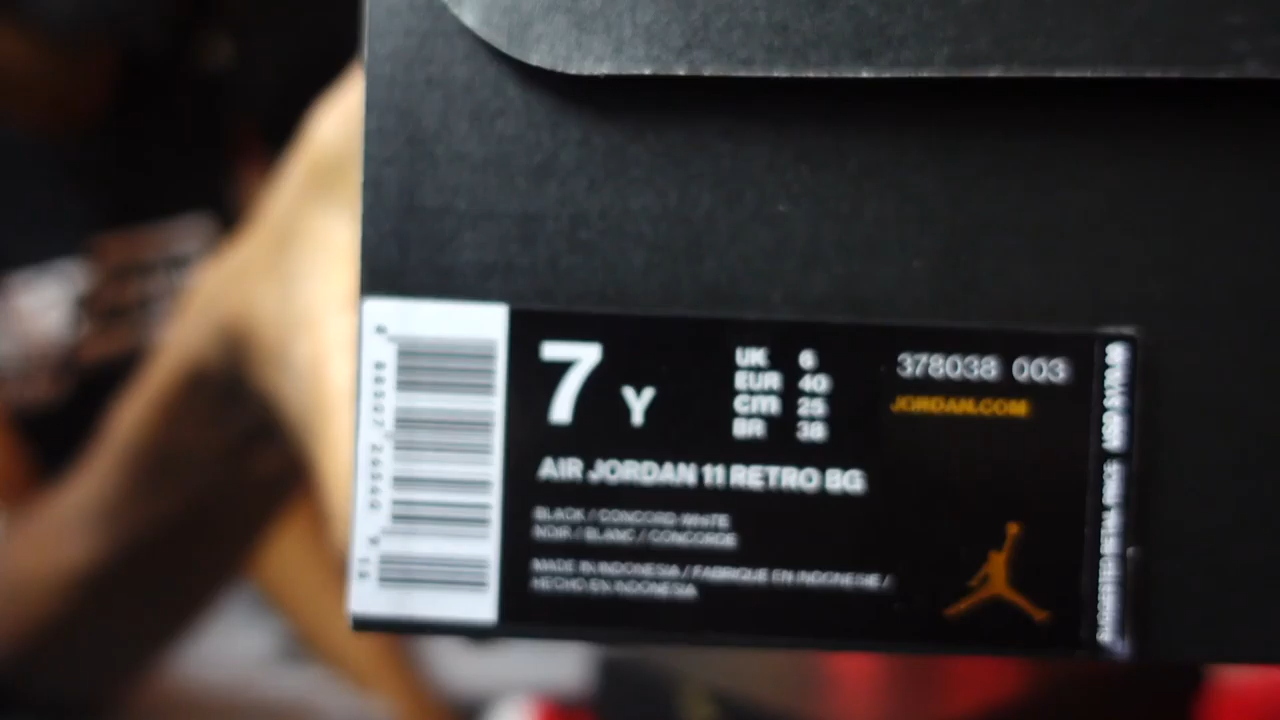 7 Y
UK 6
EUR 40
cm 25
BR 38
378038 003
JORDAN.COM
AIR JORDAN 11 RETRO BG
BLACK / CONCORD-WHITE
NOIR / BLANC / CONCORDE
MADE IN INDONESIA / FABRIQUE EN INDONESIE /
HECHO EN INDONESIA